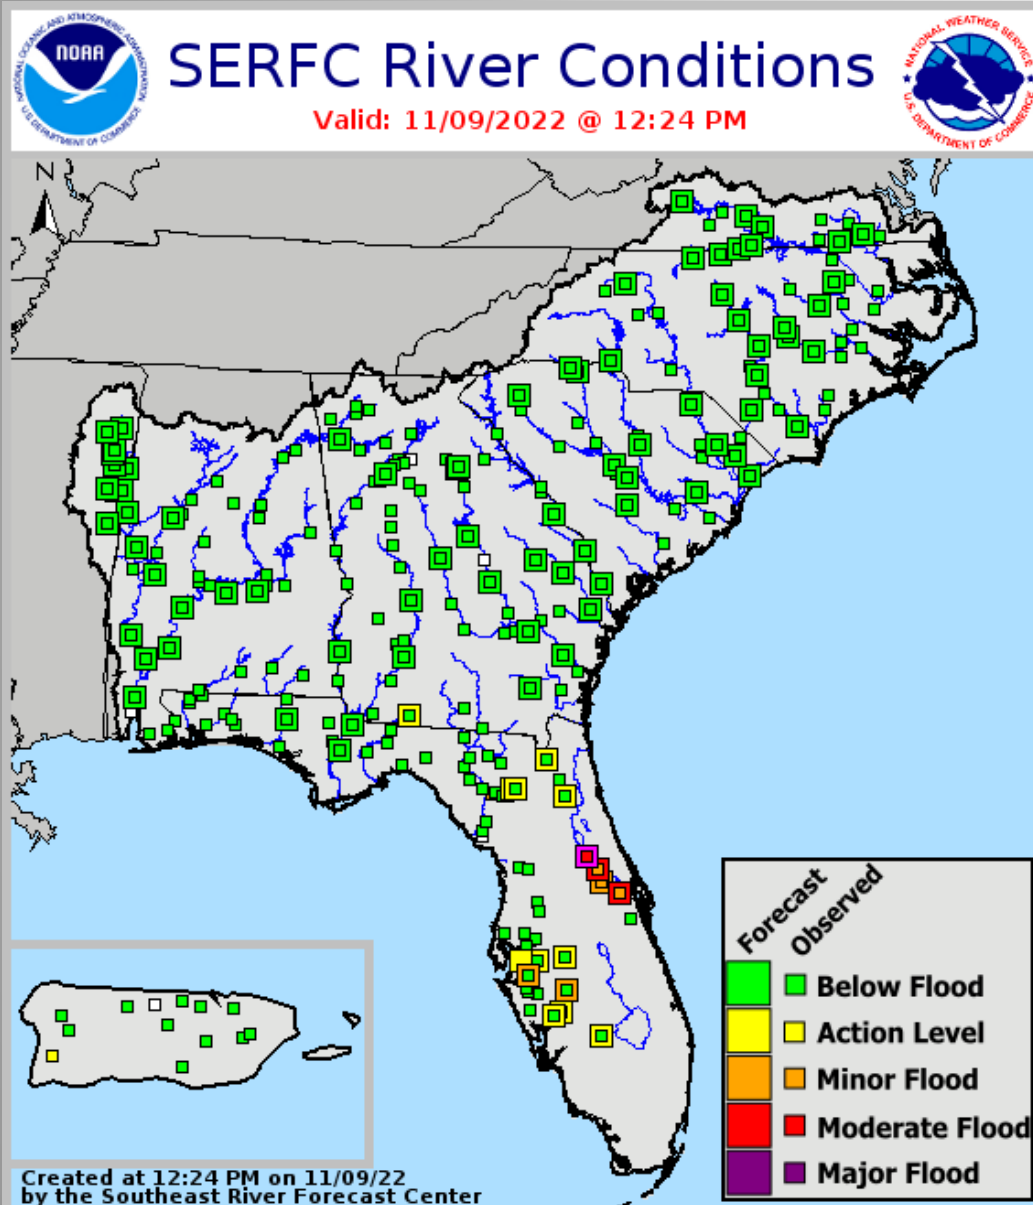 NATIONAL OCEANIC AND ATMOSPHERIC ADMINISTRATION
NOAA
U.S. DEPARTMENT OF COMMERCE
SERFC River Conditions
Valid: 11/09/2022 @ 12:24 PM
NATIONAL WEATHER SERVICE
U.S. DEPARTMENT OF COMMERCE
N
Forecast
Observed
Below Flood
Action Level
Minor Flood
Moderate Flood
Major Flood
Created at 12:24 PM on 11/09/22
by the Southeast River Forecast Center